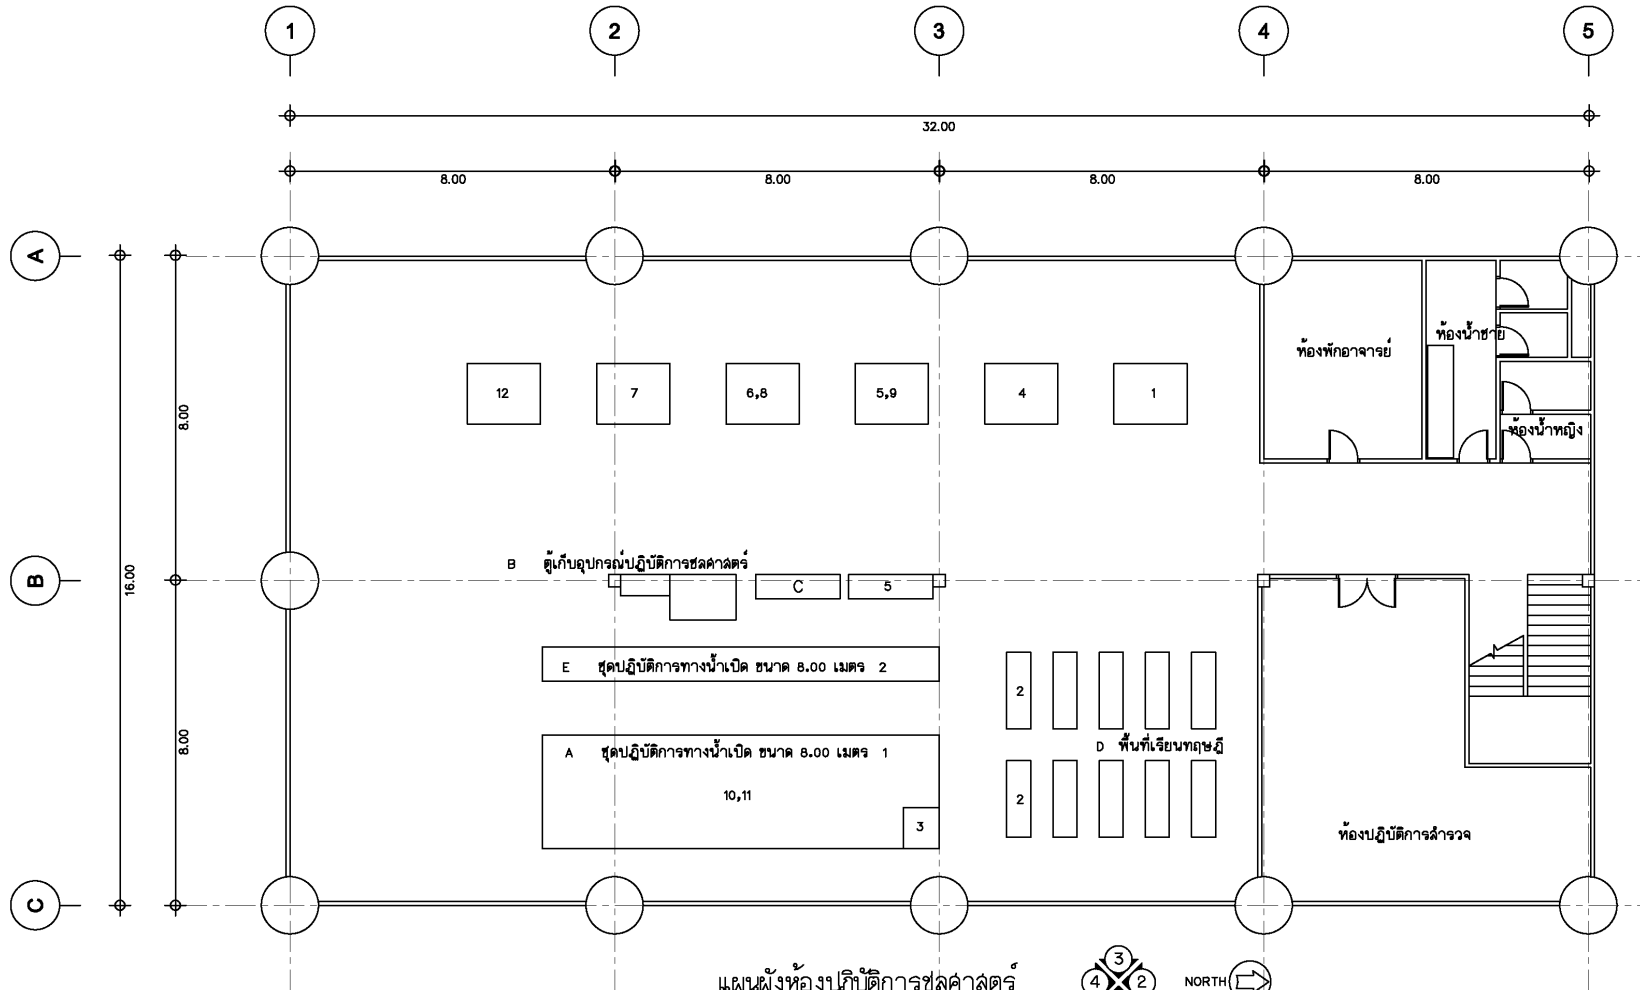 1 2 3 4 5
32.00
8.00 8.00 8.00 8.00
A
ห้องน้ำชาย
ห้องพักอาจารย์
12 7 6,8 5,9 4 1
8.00
ห้องน้ำหญิง
B ตู้เก็บอุปกรณ์ปฏิบัติการชลศาสตร์
B
16.00
C 5
E ชุดปฏิบัติการทางน้ำเปิด ขนาด 8.00 เมตร 2
2
8.00
D พื้นที่เรียนทฤษฎี
A ชุดปฏิบัติการทางน้ำเปิด ขนาด 8.00 เมตร 1
10,11
2
3
ห้องปฏิบัติการสำรวจ
C
3
แผนผังห้องปฏิบัติการชลศาสตร์ 4 2 NORTH